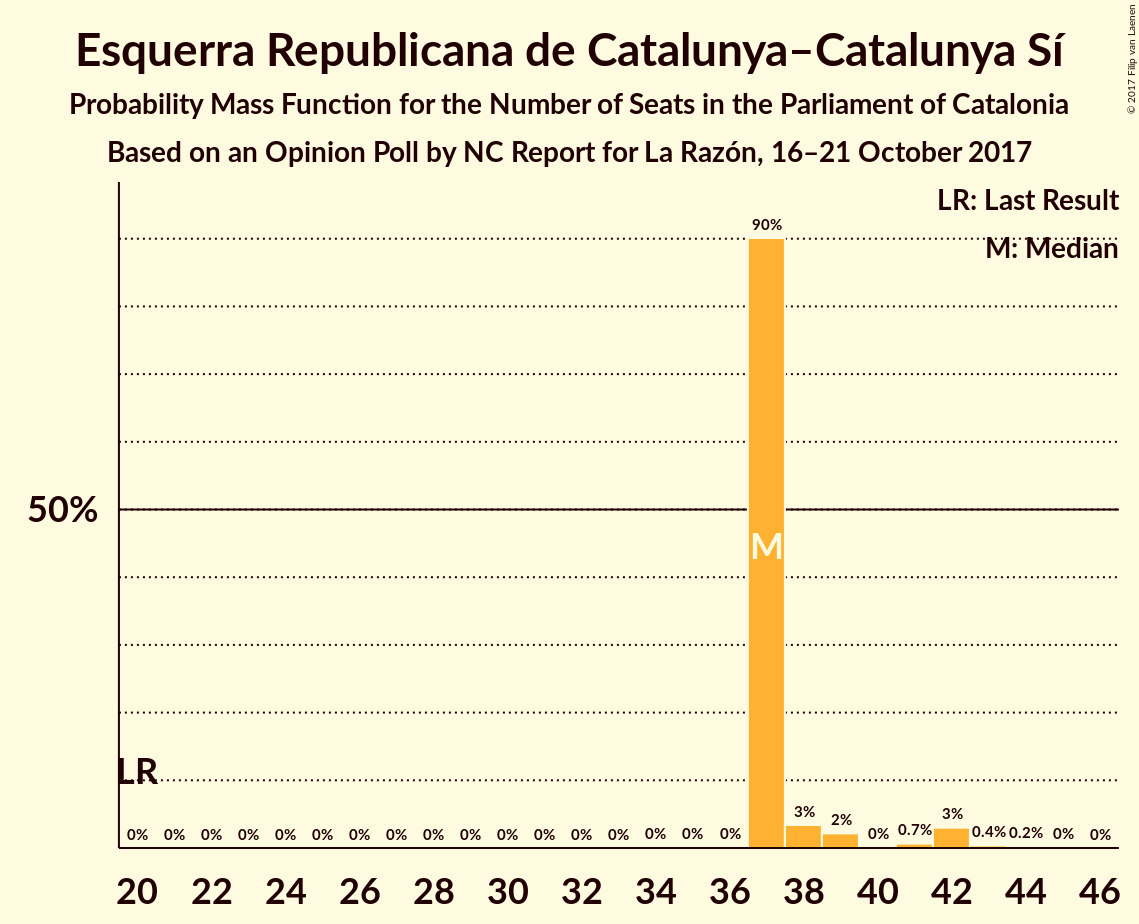 Esquerra Republicana de Catalunya–Catalunya Sí
Probability Mass Function for the Number of Seats in the Parliament of Catalonia
Based on an Opinion Poll by NC Report for La Razón, 16–21 October 2017
© 2017 Filip van Laenen
LR: Last Result
M: Median
90%
50%
M
LR
0% 0% 0% 0% 0% 0% 0% 0% 0% 0% 0% 0% 0% 0% 0% 0% 0% 3% 2% 0% 0.7% 3% 0.4% 0.2% 0% 0%
20 22 24 26 28 30 32 34 36 38 40 42 44 46